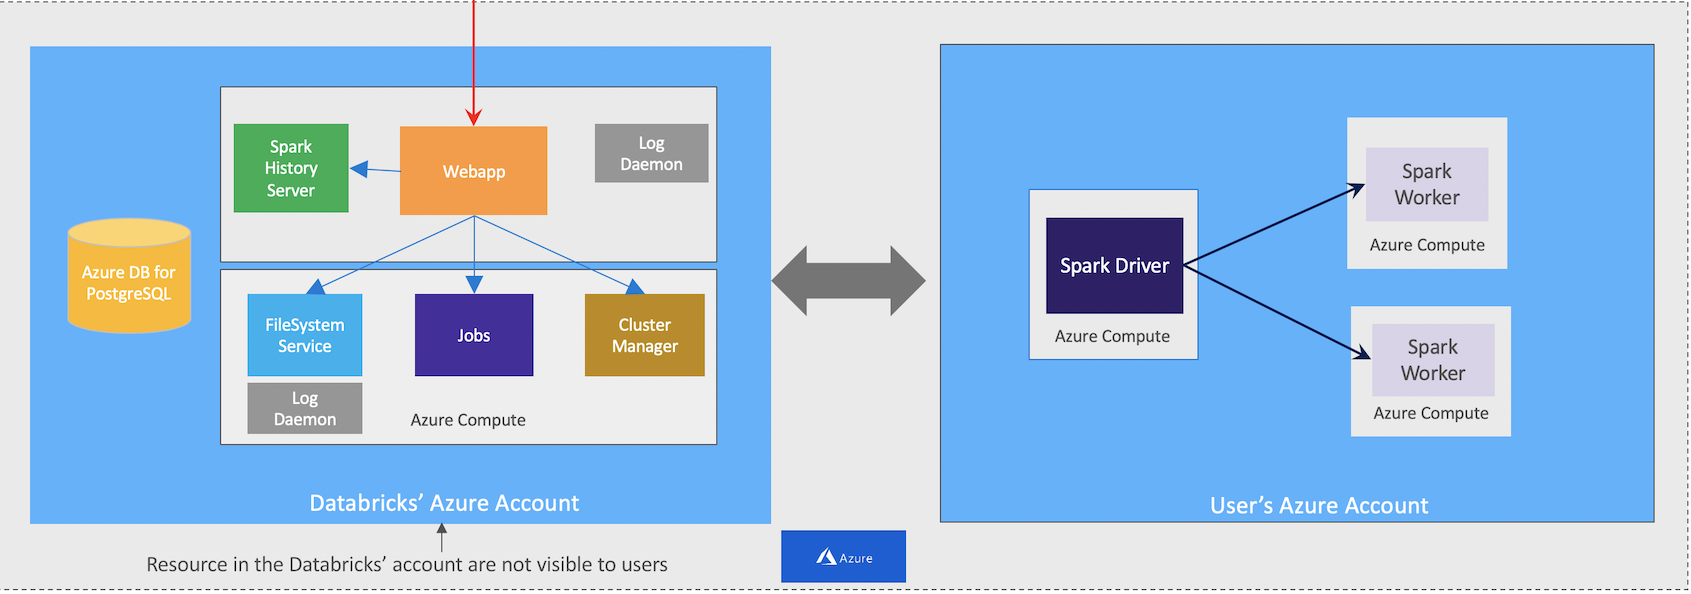 Spark
History
Server
Webapp
Log
Daemon
Azure DB for
PostgreSQL
FileSystem
Service
Jobs
Cluster
Manager
Log
Daemon
Azure Compute
Databricks’ Azure Account
Resource in the Databricks’ account are not visible to users
Azure
Spark Driver
Azure Compute
Spark
Worker
Azure Compute
Spark
Worker
Azure Compute
User’s Azure Account